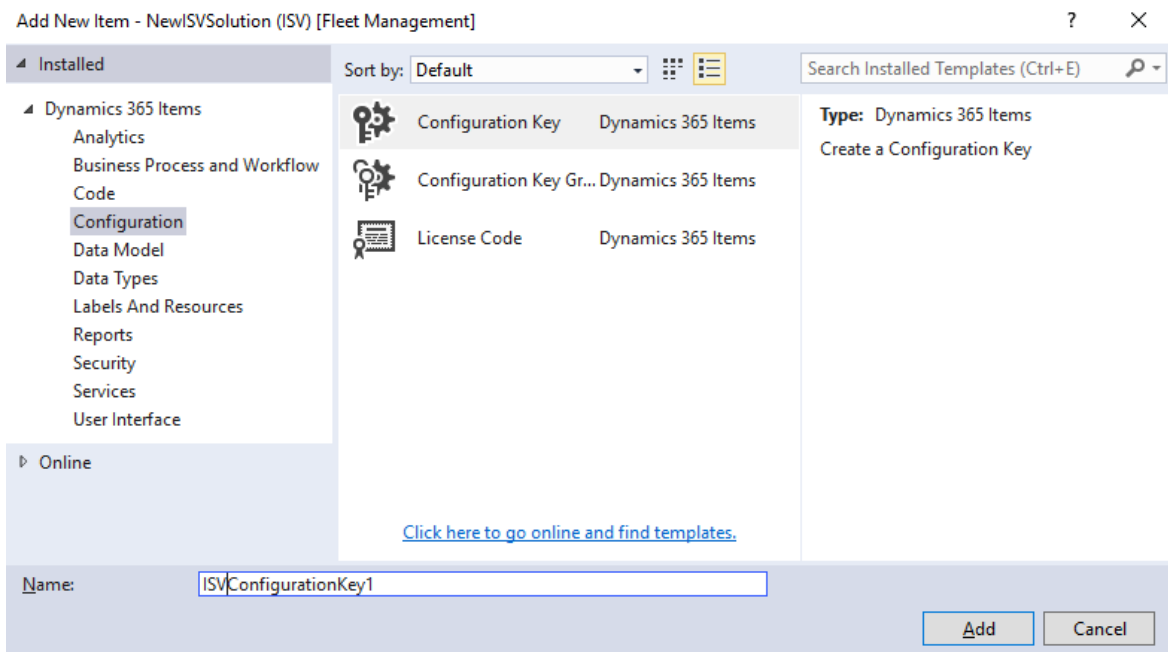 Add New Item - NewISVSolution (ISV) [Fleet Management]
Installed
Dynamics 365 Items
Analytics
Business Process and Workflow
Code
Configuration
Data Model
Data Types
Labels And Resources
Reports
Security
Services
User Interface
Online
Sort by: Default
Configuration Key Dynamics 365 Items
Configuration Key Gr... Dynamics 365 Items
License Code Dynamics 365 Items
Click here to go online and find templates.
Search Installed Templates (Ctrl+E)
Type: Dynamics 365 Items
Create a Configuration Key
Name: ISVConfigurationKey1
Add Cancel